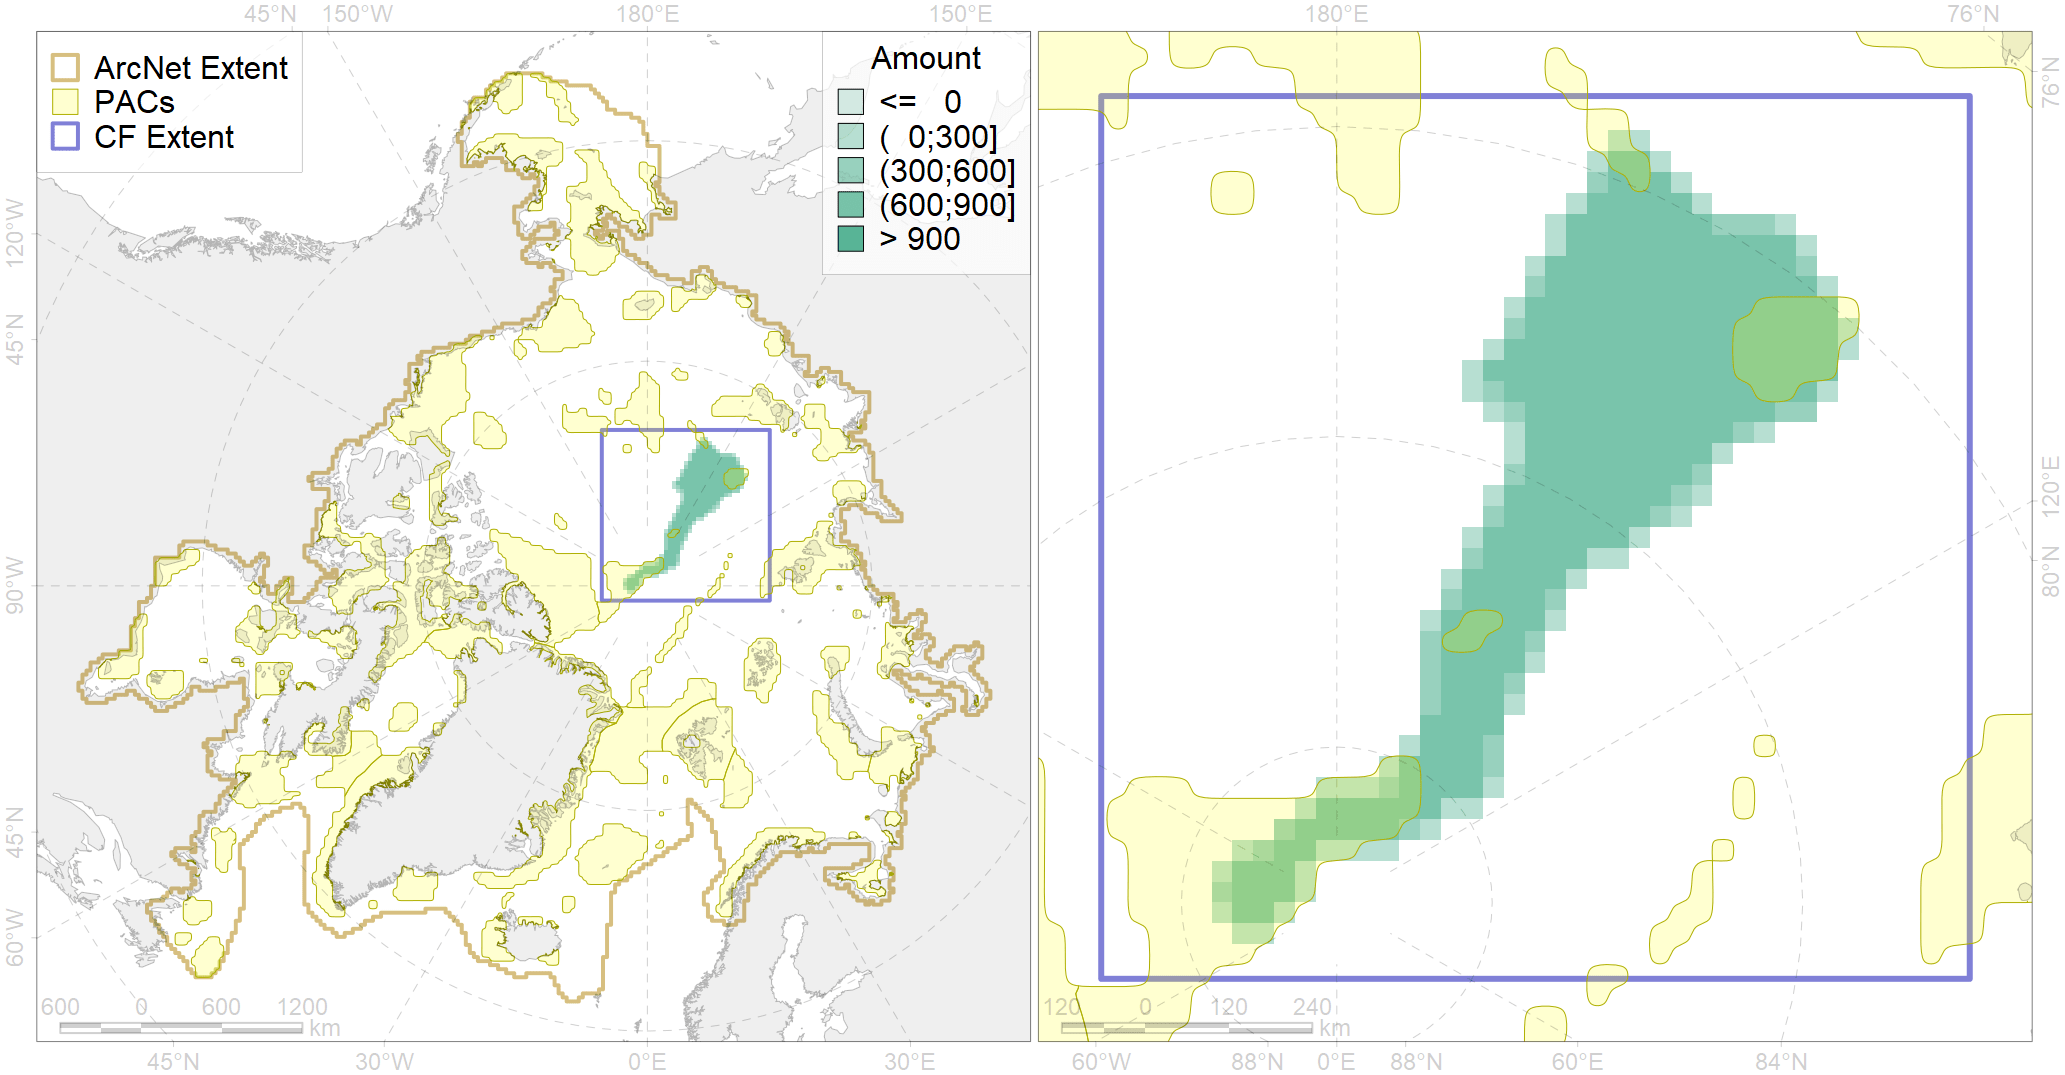 45°N 150°W 180°E 150°E 180°E 76°N
ArcNet Extent
PACs
CF Extent
Amount
<= 0
( 0;300]
(300;600]
(600;900]
> 900
120°W
45°N
90°W
45°N
60°W
76°N
120°E
80°N
600 0 600 1200
km
120 0 120 240
km
45°N 30°W 0°E 30°E 60°W 88°N 0°E 88°N 60°E 84°N